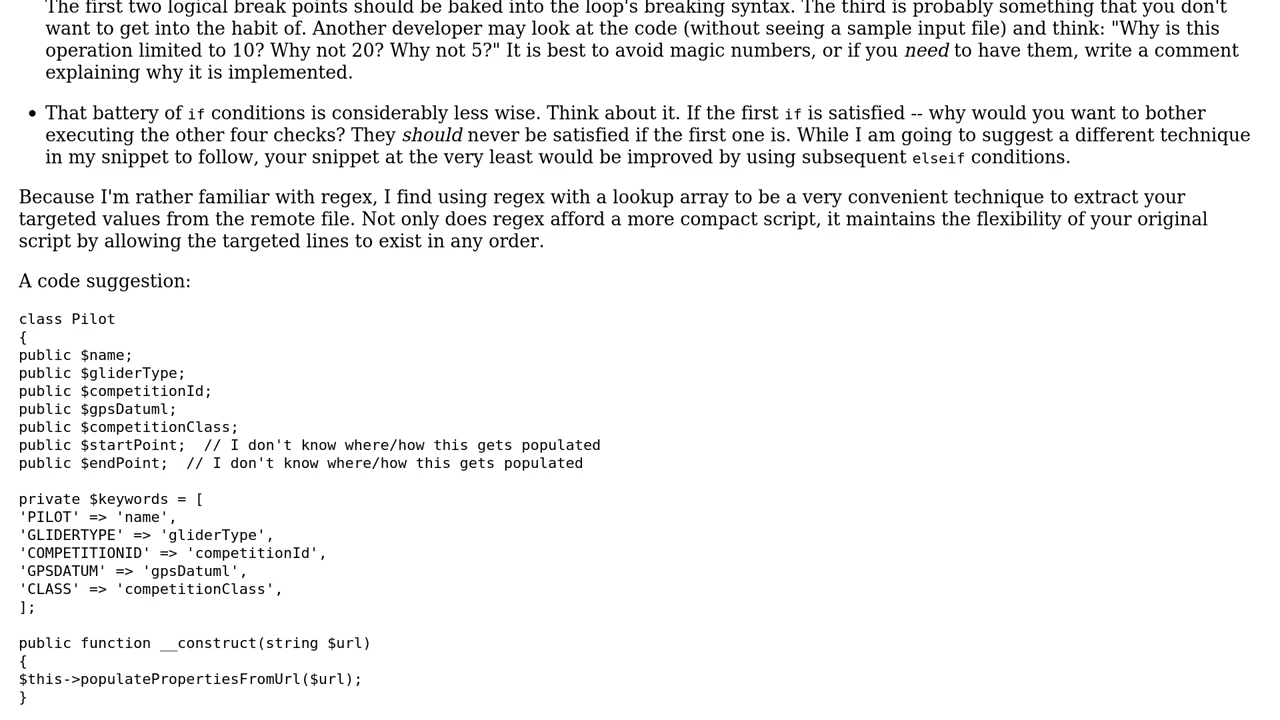 The first two logical break points should be baked into the loop's breaking syntax. The third is probably something that you don't
want to get into the habit of. Another developer may look at the code (without seeing a sample input file) and think: "Why is this
operation limited to 10? Why not 20? Why not 5?" It is best to avoid magic numbers, or if you need to have them, write a comment
explaining why it is implemented.
• That battery of if conditions is considerably less wise. Think about it. If the first if is satisfied -- why would you want to bother
executing the other four checks? They should never be satisfied if the first one is. While I am going to suggest a different technique
in my snippet to follow, your snippet at the very least would be improved by using subsequent elseif conditions.
Because I'm rather familiar with regex, I find using regex with a lookup array to be a very convenient technique to extract your
targeted values from the remote file. Not only does regex afford a more compact script, it maintains the flexibility of your original
script by allowing the targeted lines to exist in any order.
A code suggestion:
class Pilot
{
public $name;
public $gliderType;
public $competitionId;
public $gpsDatuml;
public $competitionClass;
public $startPoint;  // I don't know where/how this gets populated
public $endPoint;  // I don't know where/how this gets populated
private $keywords = [
'PILOT' => 'name',
'GLIDERTYPE' => 'gliderType',
'COMPETITIONID' => 'competitionId',
'GPSDATUM' => 'gpsDatuml',
'CLASS' => 'competitionClass',
];
public function __construct(string $url)
{
$this->populatePropertiesFromUrl($url);
}